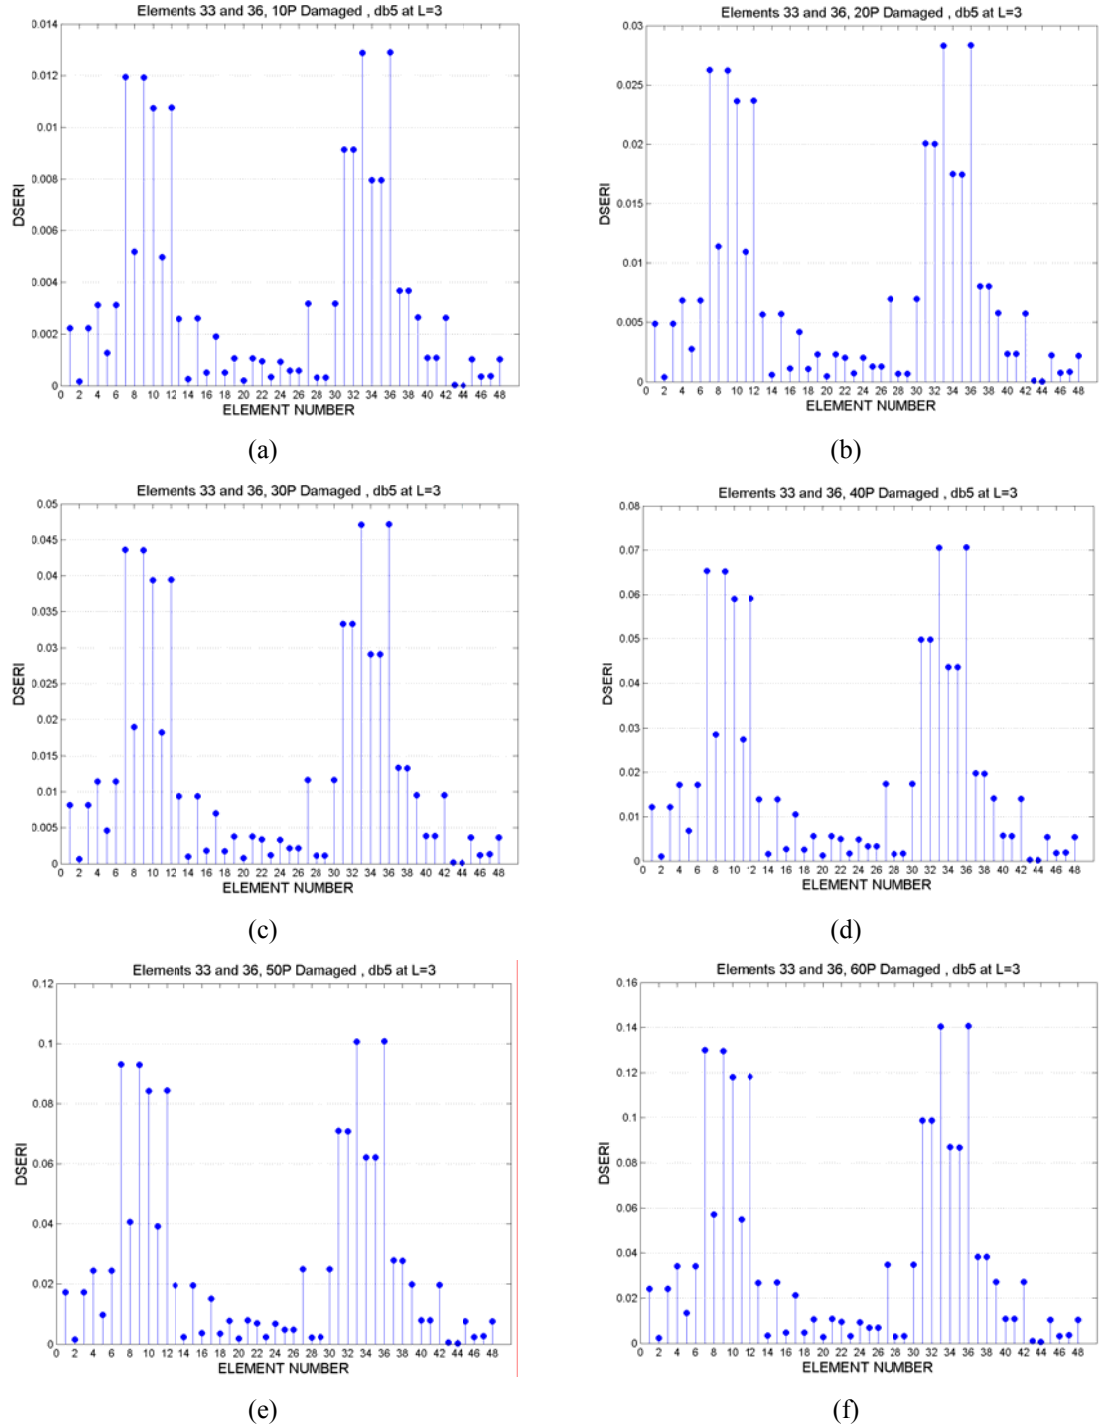 Elements 33 and 36, 10P Damaged , db5 at L=3
0.014
0.012
0.01
0.008
0.006
0.004
0.002
0
DSERI
0 2 4 6 8 10 12 14 16 18 20 22 24 26 28 30 32 34 36 38 40 42 44 46 48
ELEMENT NUMBER
(a)
Elements 33 and 36, 20P Damaged , db5 at L=3
0.03
0.025
0.02
0.015
0.01
0.005
0
DSERI
0 2 4 6 8 10 12 14 16 18 20 22 24 26 28 30 32 34 36 38 40 42 44 46 48
ELEMENT NUMBER
(b)
Elements 33 and 36, 30P Damaged , db5 at L=3
0.05
0.045
0.04
0.035
0.03
0.025
0.02
0.015
0.01
0.005
0
DSERI
0 2 4 6 8 10 12 14 16 18 20 22 24 26 28 30 32 34 36 38 40 42 44 46 48
ELEMENT NUMBER
(c)
Elements 33 and 36, 40P Damaged , db5 at L=3
0.08
0.07
0.06
0.05
0.04
0.03
0.02
0.01
0
DSERI
0 2 4 6 8 10 12 14 16 18 20 22 24 26 28 30 32 34 36 38 40 42 44 46 48
ELEMENT NUMBER
(d)
Elements 33 and 36, 50P Damaged , db5 at L=3
0.12
0.1
0.08
0.06
0.04
0.02
0
DSERI
0 2 4 6 8 10 12 14 16 18 20 22 24 26 28 30 32 34 36 38 40 42 44 46 48
ELEMENT NUMBER
(e)
Elements 33 and 36, 60P Damaged , db5 at L=3
0.16
0.14
0.12
0.1
0.08
0.06
0.04
0.02
0
DSERI
0 2 4 6 8 10 12 14 16 18 20 22 24 26 28 30 32 34 36 38 40 42 44 46 48
ELEMENT NUMBER
(f)